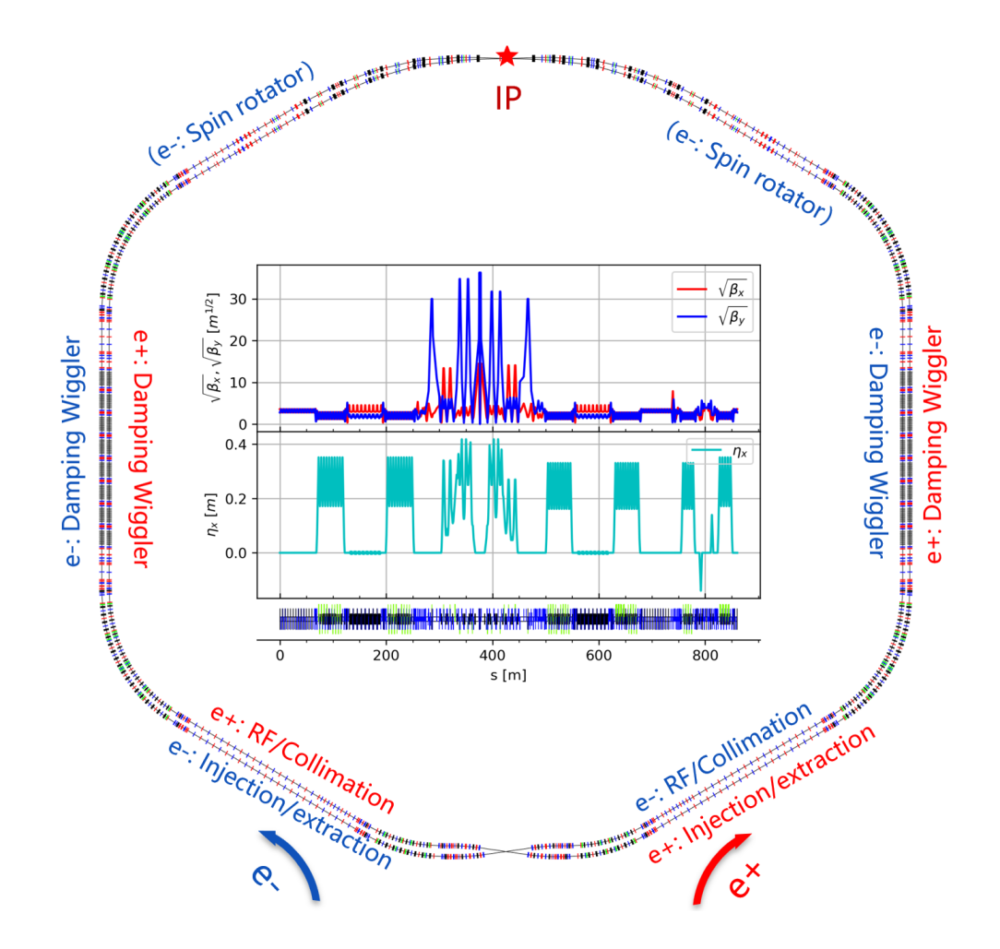 IP
(e-: Spin rotator)
(e-: Spin rotator)
e-: Damping Wiggler
e+: Damping Wiggler
e-: Damping Wiggler
e+: Damping Wiggler
√βx, √βy [m1/2]
30
20
10
0
√βx
√βy
ηx [m]
0.4
0.2
0.0
ηx
0 200 400 600 800
s [m]
e+: RF/Collimation
e-: Injection/extraction
e-: RF/Collimation
e+: Injection/extraction
e-
e+